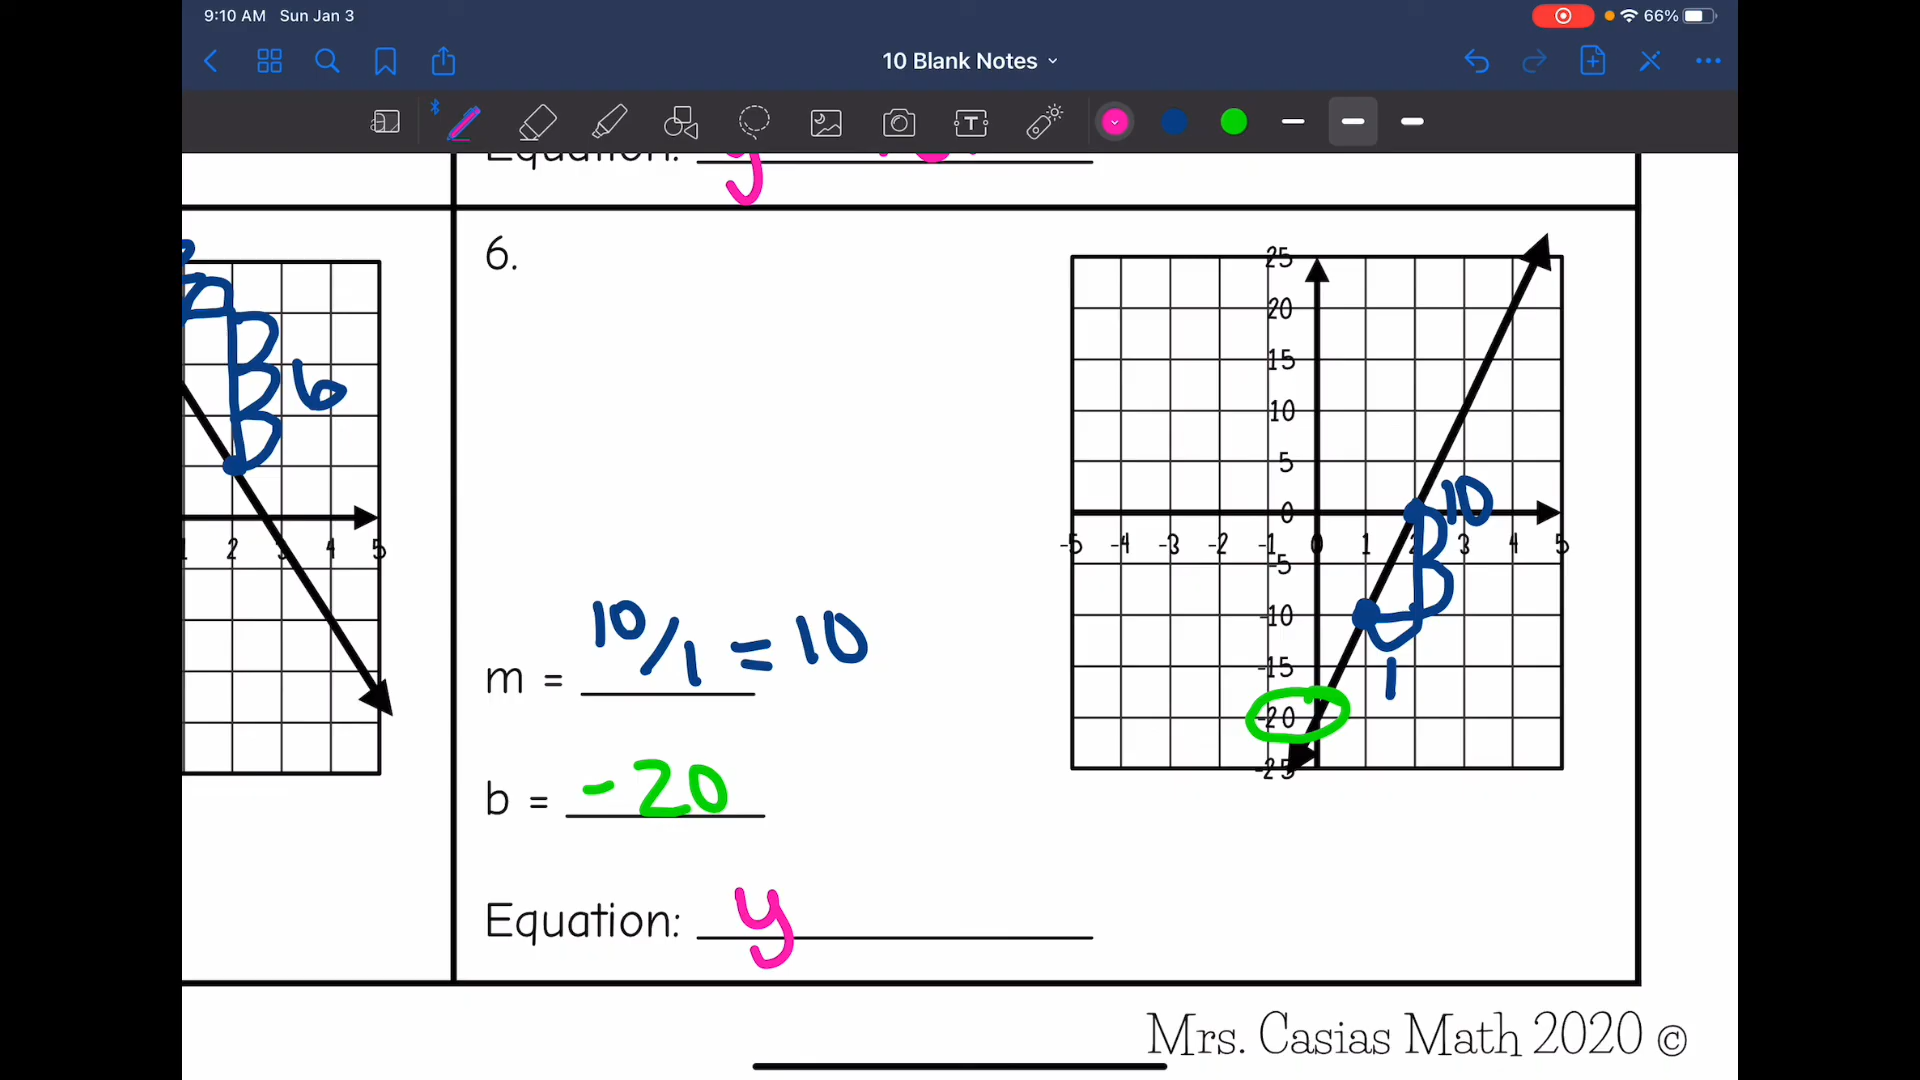 9:10 AM Sun Jan 3
66%
10 Blank Notes
T
Equation: y
6.
25
20
15
10
5
0
-5 -4 -3 -2 -1 0 1 2 3 4 5
-5
-10
-15
-20
-25
10
1
6
1 2 3 4 5
m = 10/1 = 10
b = -20
Equation: y
Mrs. Casias Math 2020 ©